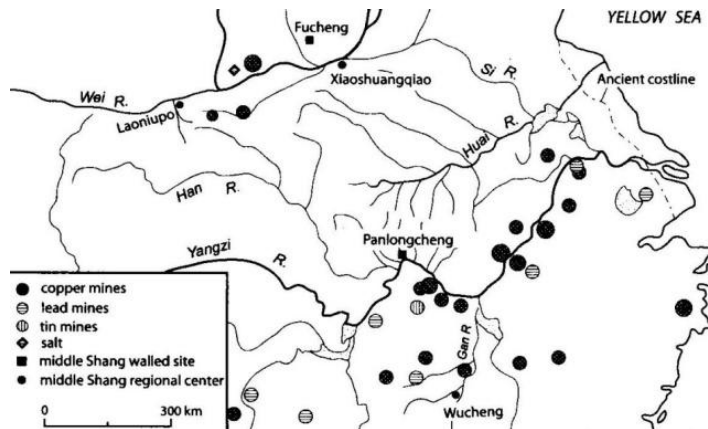 YELLOW SEA
Fucheng
Xiaoshuangqiao
Si R.
Ancient costline
Wei R.
Laoniupo
Huai R.
Han R.
Panlongcheng
Yangzi R.
copper mines
lead mines
tin mines
salt
middle Shang walled site
middle Shang regional center
0 300 km
Gan R
Wucheng